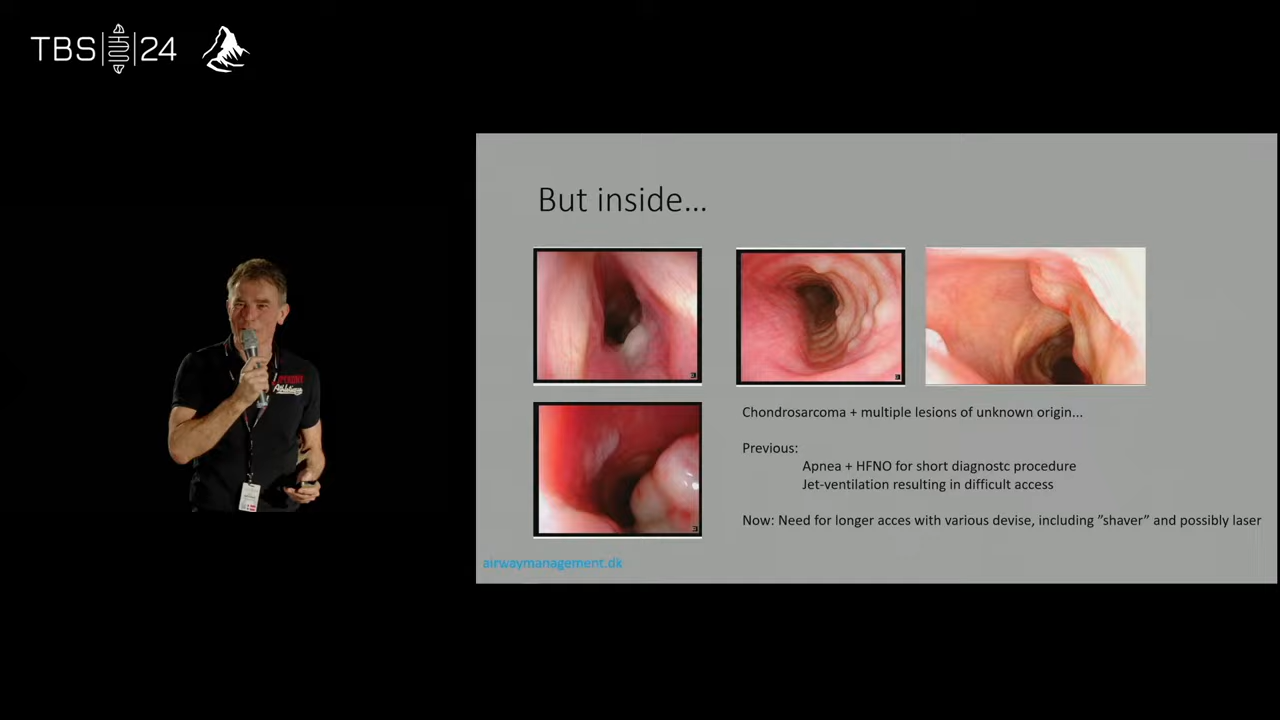 TBS 24
But inside...
Chondrosarcoma + multiple lesions of unknown origin...
Previous:
Apnea + HFNO for short diagnostc procedure
Jet-ventilation resulting in difficult access
Now: Need for longer acces with various devise, including ”shaver” and possibly laser
airwaymanagement.dk